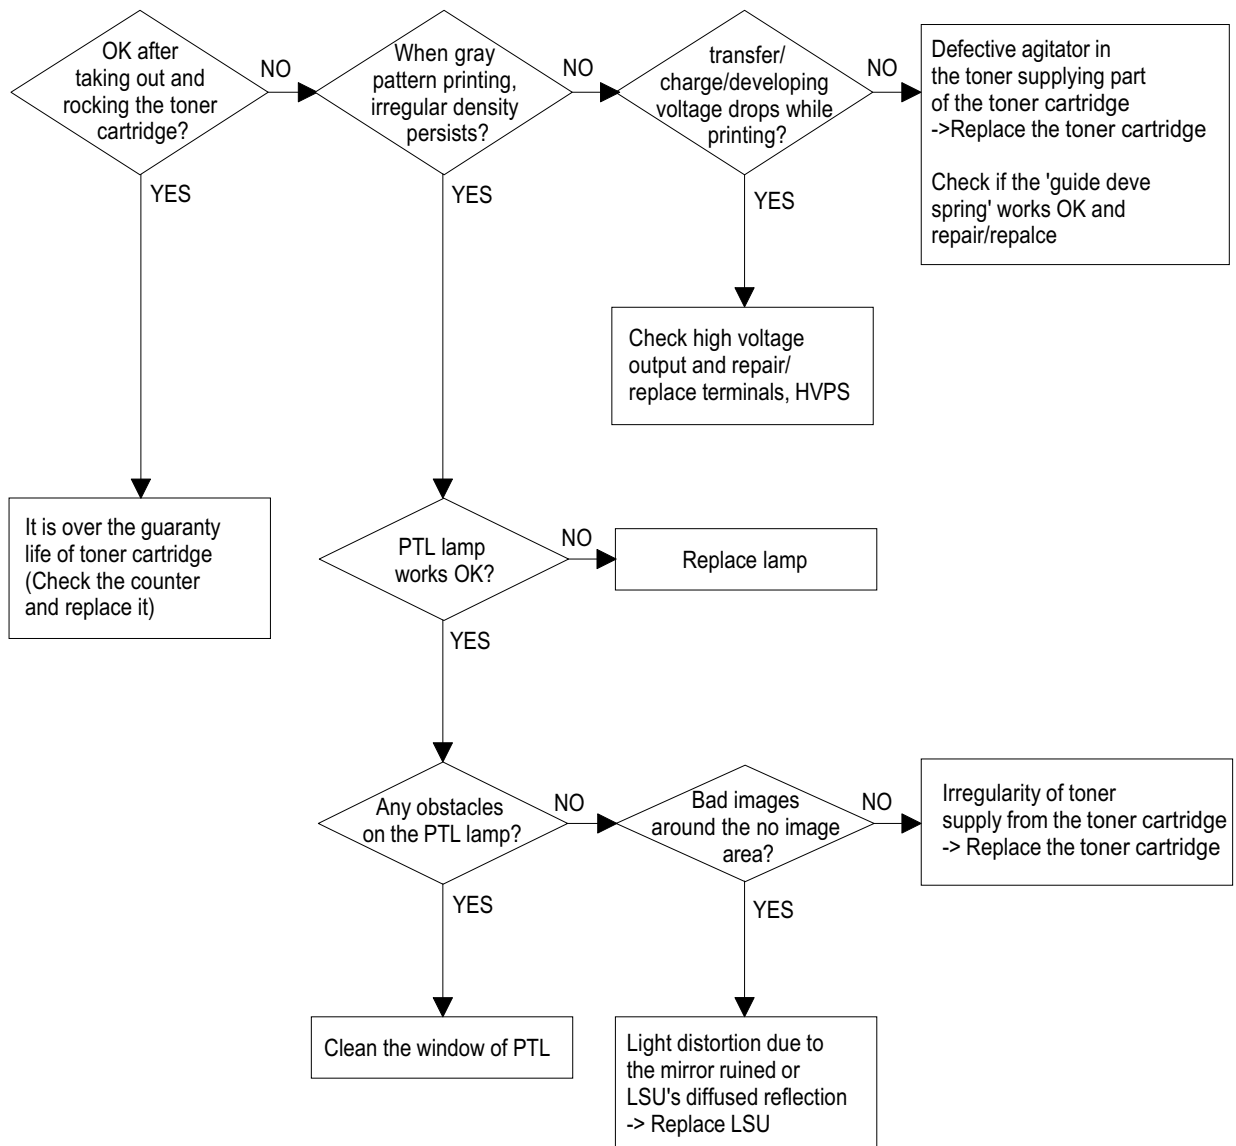 OK after
taking out and
rocking the toner
cartridge?
NO
YES
When gray
pattern printing,
irregular density
persists?
NO
YES
transfer/
charge/developing
voltage drops while
printing?
NO
YES
Defective agitator in
the toner supplying part
of the toner cartridge
->Replace the toner cartridge
Check if the 'guide deve
spring' works OK and
repair/repalce
Check high voltage
output and repair/
replace terminals, HVPS
It is over the guaranty
life of toner cartridge
(Check the counter
and replace it)
PTL lamp
works OK?
NO
YES
Replace lamp
Any obstacles
on the PTL lamp?
NO
YES
Bad images
around the no image
area?
NO
YES
Irregularity of toner
supply from the toner cartridge
-> Replace the toner cartridge
Clean the window of PTL
Light distortion due to
the mirror ruined or
LSU's diffused reflection
-> Replace LSU